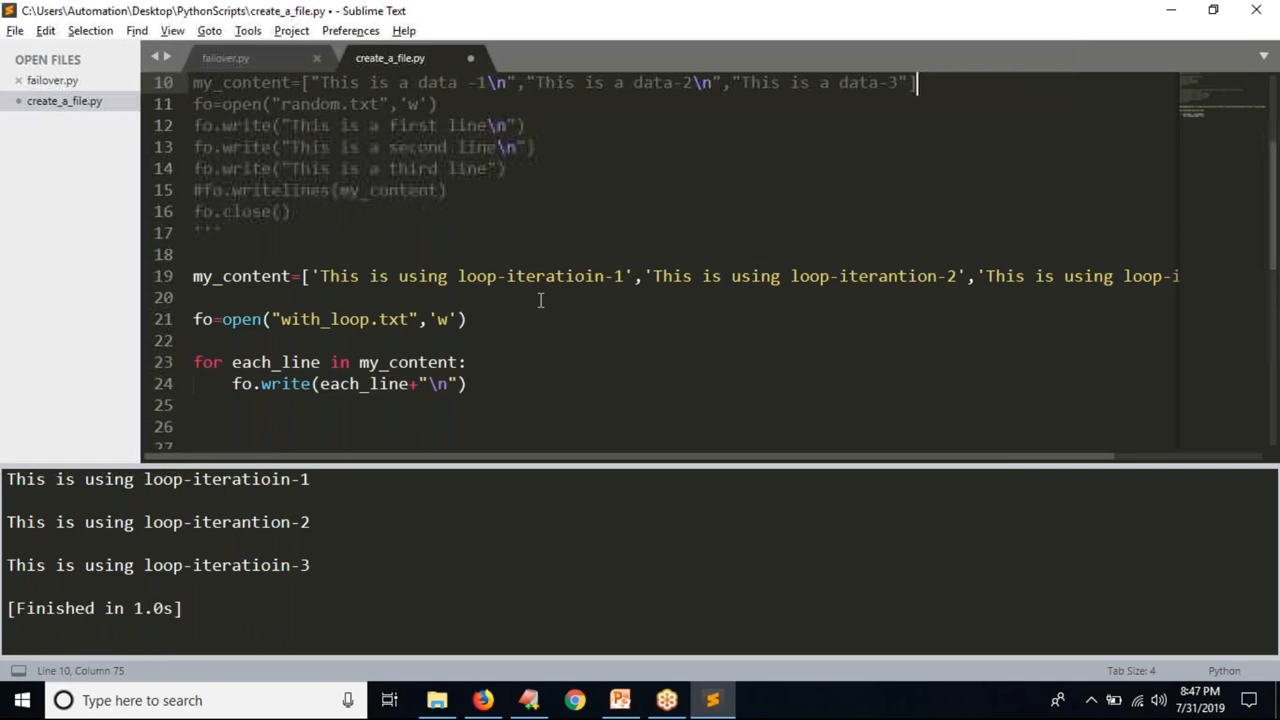 C:\Users\Automation\Desktop\PythonScripts\create_a_file.py • - Sublime Text
File Edit Selection Find View Goto Tools Project Preferences Help
OPEN FILES
failover.py
create_a_file.py
failover.py
create_a_file.py
10 my_content=["This is a data -1\n","This is a data-2\n","This is a data-3"]
11 fo=open("random.txt",'w')
12 fo.write("This is a first line\n")
13 fo.write("This is a second line\n")
14 fo.write("This is a third line")
15 #fo.writelines(my_content)
16 fo.close()
17 '''
18
19 my_content=['This is using loop-iteratioin-1','This is using loop-iterantion-2','This is using loop-i
20
21 fo=open("with_loop.txt",'w')
22
23 for each_line in my_content:
24 fo.write(each_line+"\n")
25
26
27
This is using loop-iteratioin-1
This is using loop-iterantion-2
This is using loop-iteratioin-3
[Finished in 1.0s]
Line 10, Column 75
Tab Size: 4
Python
Type here to search
8:47 PM
7/31/2019